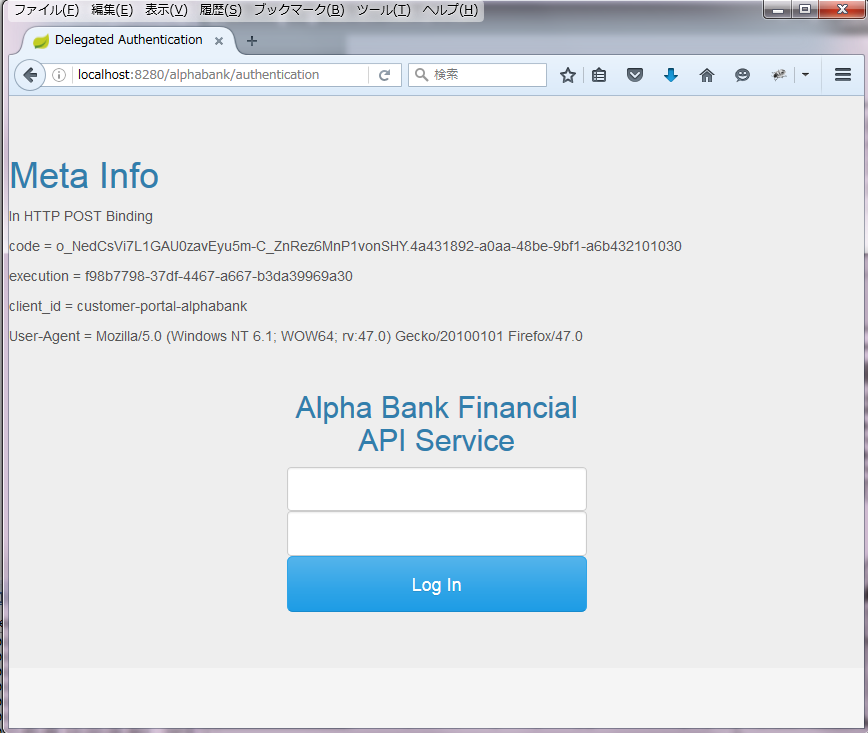 ファイル(F) 編集(E) 表示(V) 履歴(S) ブックマーク(B) ツール(T) ヘルプ(H)
Delegated Authentication
localhost:8280/alphabank/authentication
検索
Meta Info
In HTTP POST Binding
code = o_NedCsVi7L1GAU0zavEyu5m-C_ZnRez6MnP1vonSHY.4a431892-a0aa-48be-9bf1-a6b432101030
execution = f98b7798-37df-4467-a667-b3da39969a30
client_id = customer-portal-alphabank
User-Agent = Mozilla/5.0 (Windows NT 6.1; WOW64; rv:47.0) Gecko/20100101 Firefox/47.0
Alpha Bank Financial
API Service
Log In